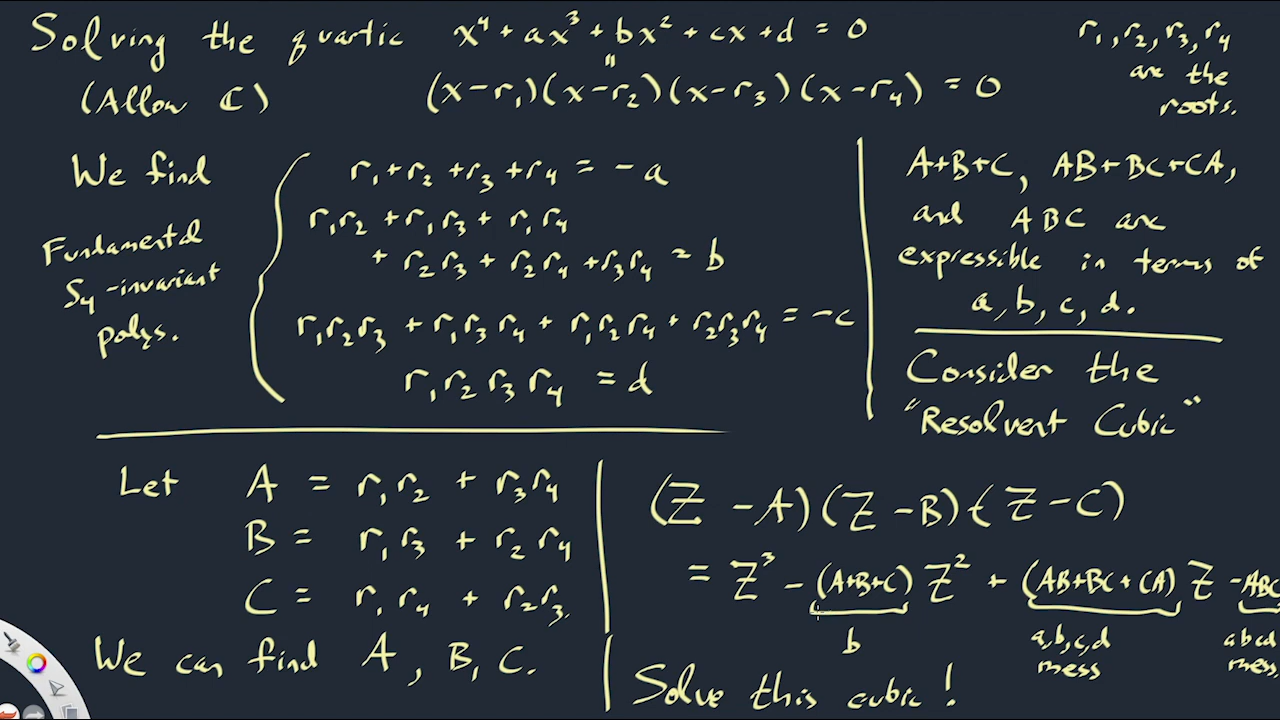 Solving the quartic x⁴ + ax³ + bx² + cx + d = 0
"
(Allow ℂ) (x-r₁)(x-r₂)(x-r₃)(x-r₄) = 0
r₁, r₂, r₃, r₄
are the
roots.
We find
Fundamental
S₄-invariant
polys.
r₁+r₂+r₃+r₄ = -a
r₁r₂ + r₁r₃ + r₁r₄
+ r₂r₃ + r₂r₄ + r₃r₄ = b
r₁r₂r₃ + r₁r₃r₄ + r₁r₂r₄ + r₂r₃r₄ = -c
r₁r₂r₃r₄ = d
A+B+C, AB+BC+CA,
and ABC are
expressible in terms of
a, b, c, d.
Consider the
"Resolvent Cubic"
Let A = r₁r₂ + r₃r₄
B = r₁r₃ + r₂r₄
C = r₁r₄ + r₂r₃.
We can find A, B, C.
(Z-A)(Z-B)(Z-C)
= Z³ - (A+B+C) Z² + (AB+BC+CA) Z - ABC
b
a,b,c,d
mess
abcd
mess.
Solve this cubic!